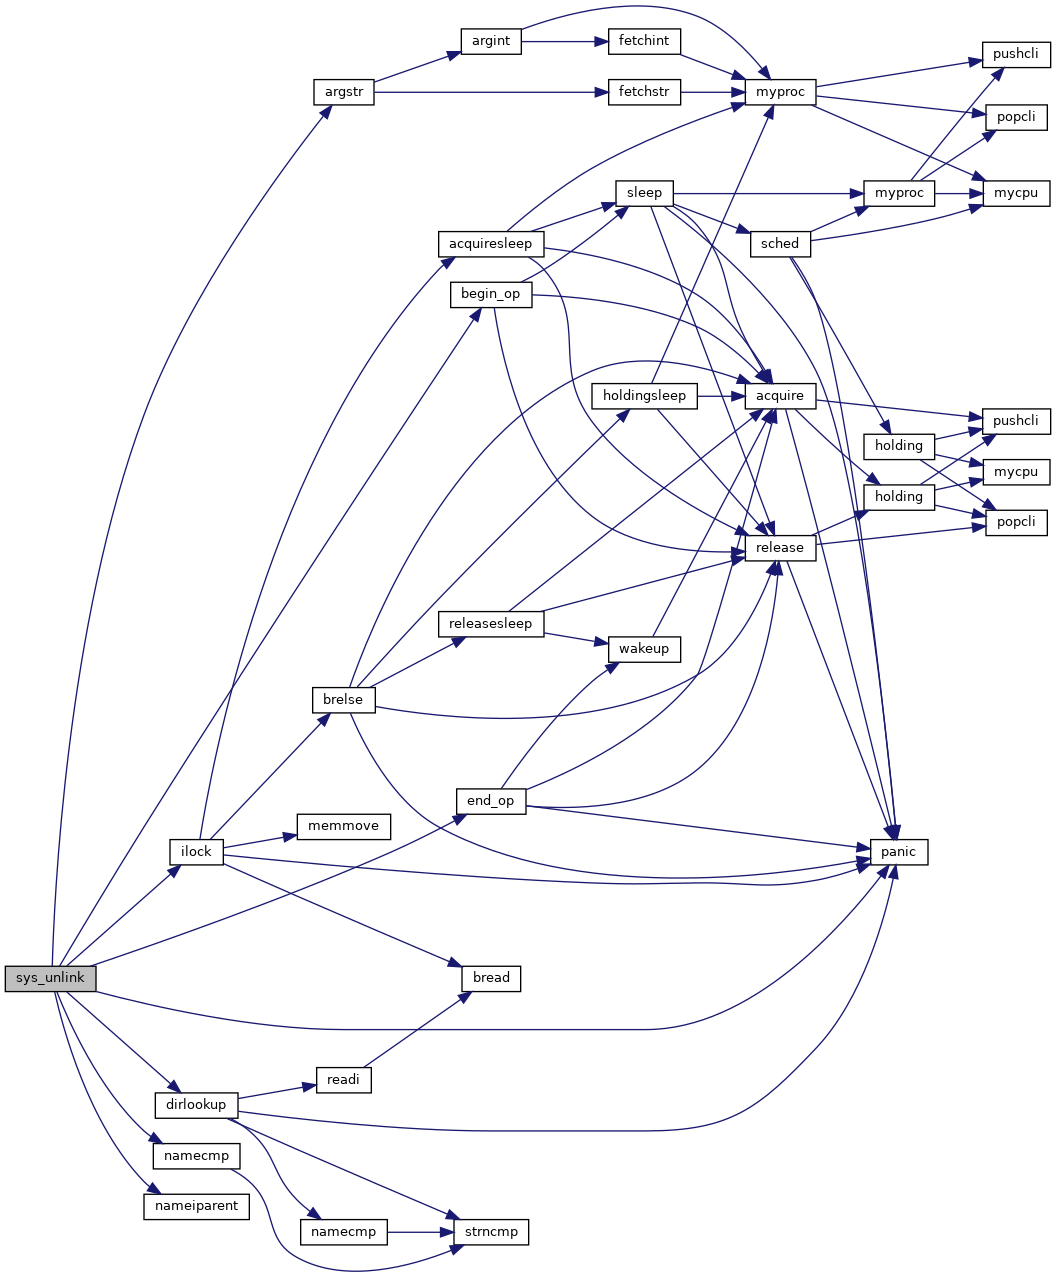 argint
fetchint
pushcli
argstr
fetchstr
myproc
popcli
sleep
myproc
mycpu
acquiresleep
sched
begin_op
holdingsleep
acquire
pushcli
holding
mycpu
holding
popcli
release
releasesleep
wakeup
brelse
end_op
memmove
ilock
panic
sys_unlink
bread
readi
dirlookup
namecmp
nameiparent
namecmp
strncmp